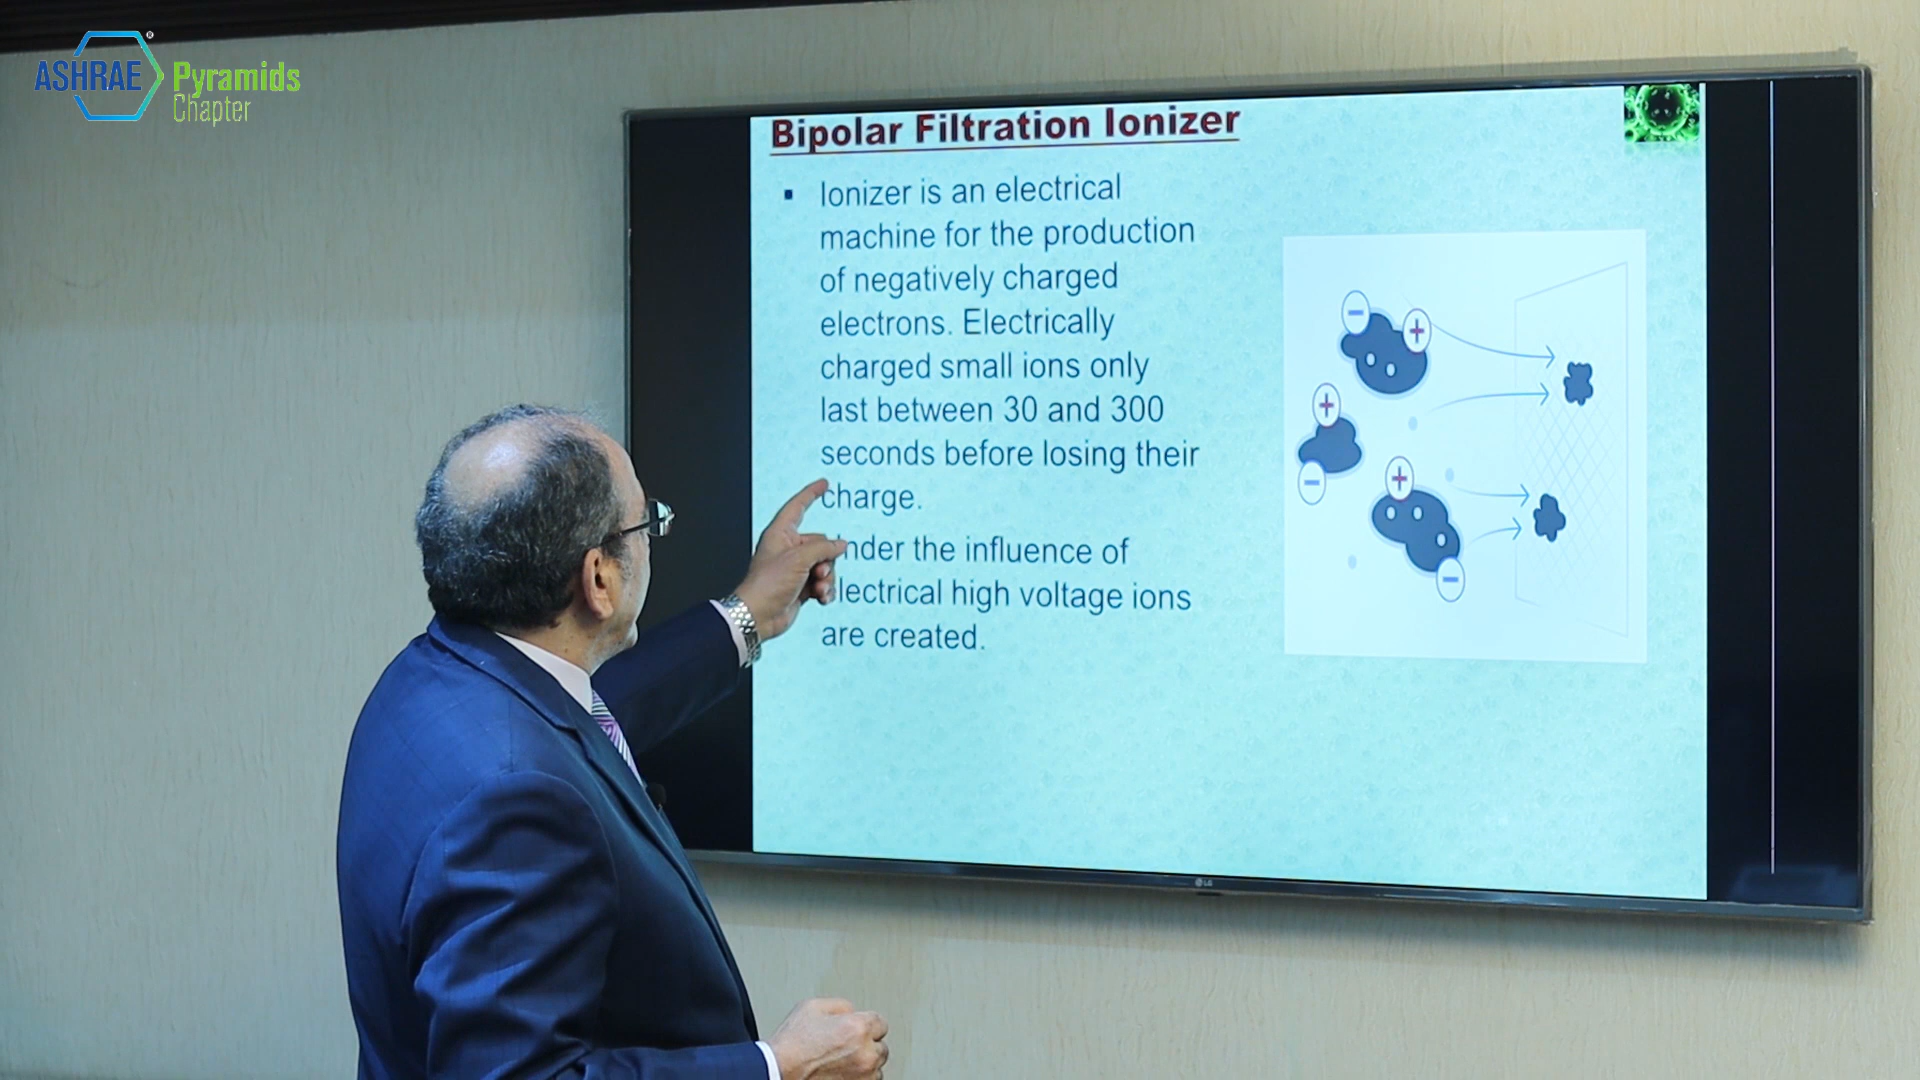 ASHRAE®
Pyramids
Chapter
Bipolar Filtration Ionizer
▪ Ionizer is an electrical
machine for the production
of negatively charged
electrons. Electrically
charged small ions only
last between 30 and 300
seconds before losing their
charge.
nder the influence of
lectrical high voltage ions
are created.
LG